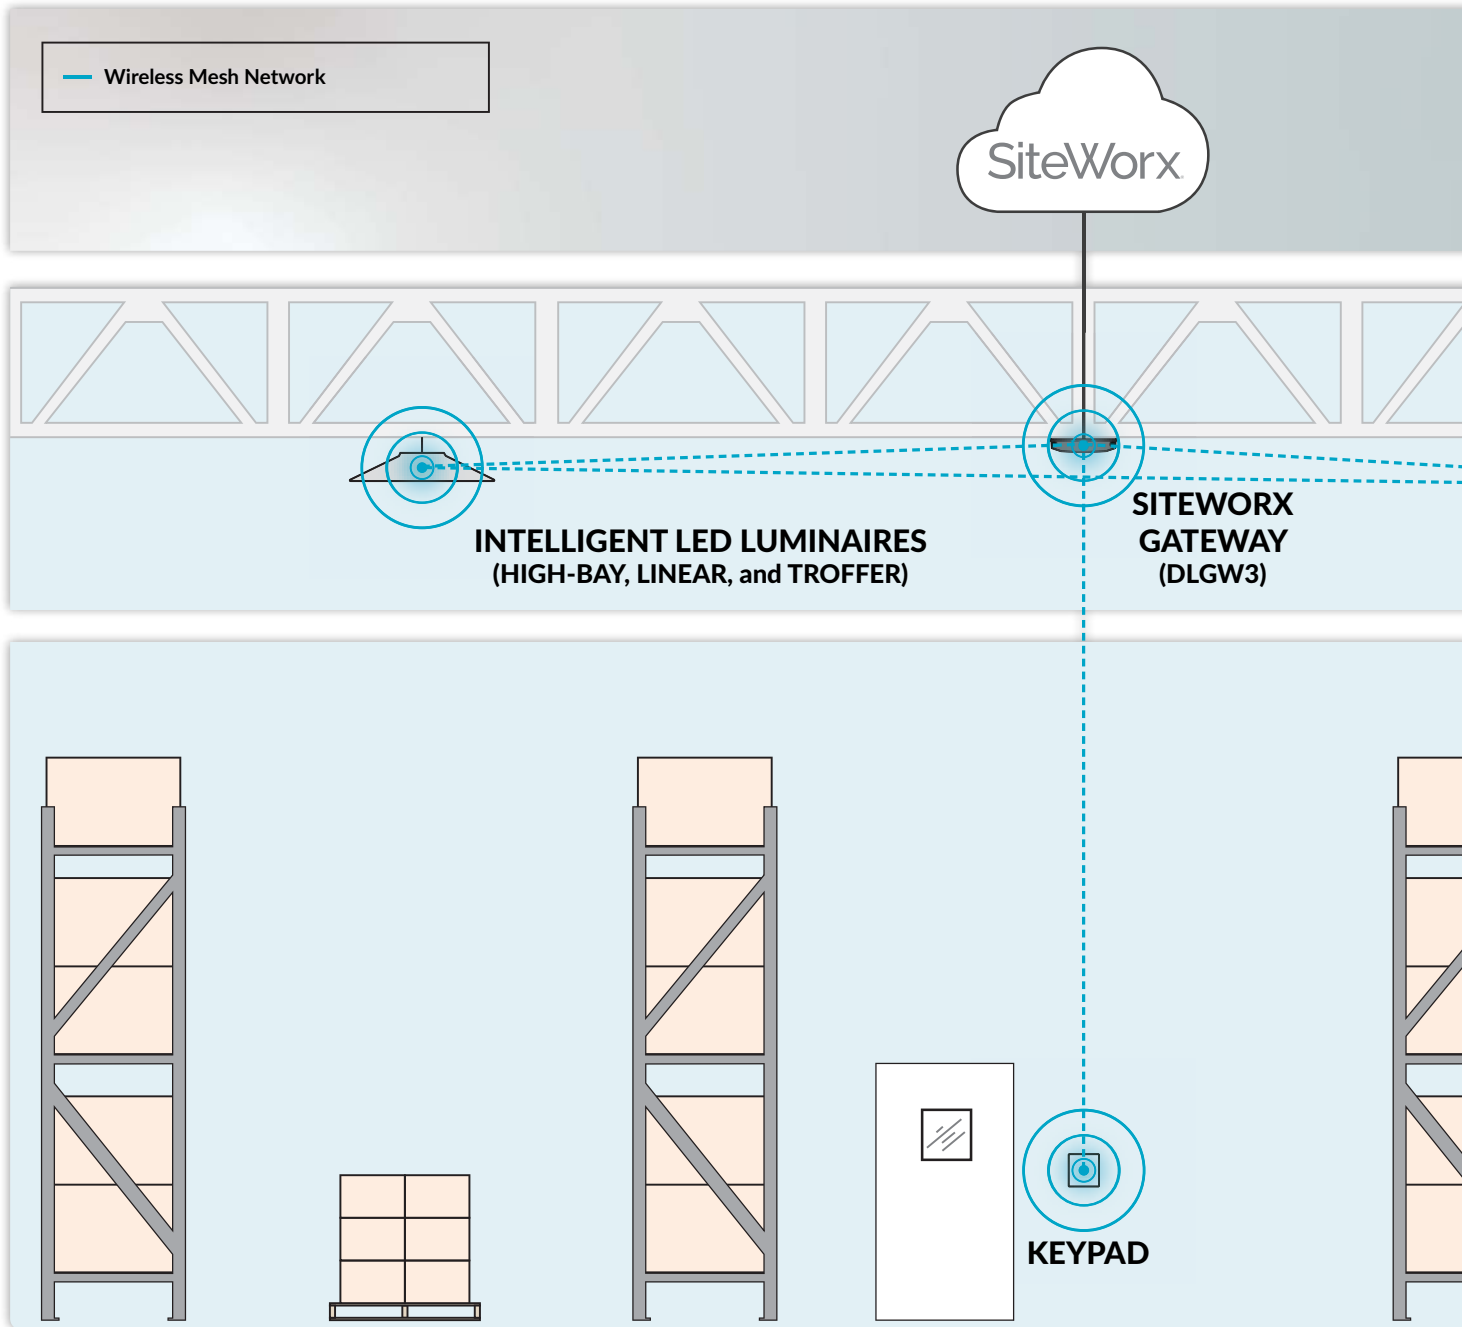 Wireless Mesh Network
SiteWorx
INTELLIGENT LED LUMINAIRES
(HIGH-BAY, LINEAR, and TROFFER)
SITEWORX
GATEWAY
(DLGW3)
KEYPAD